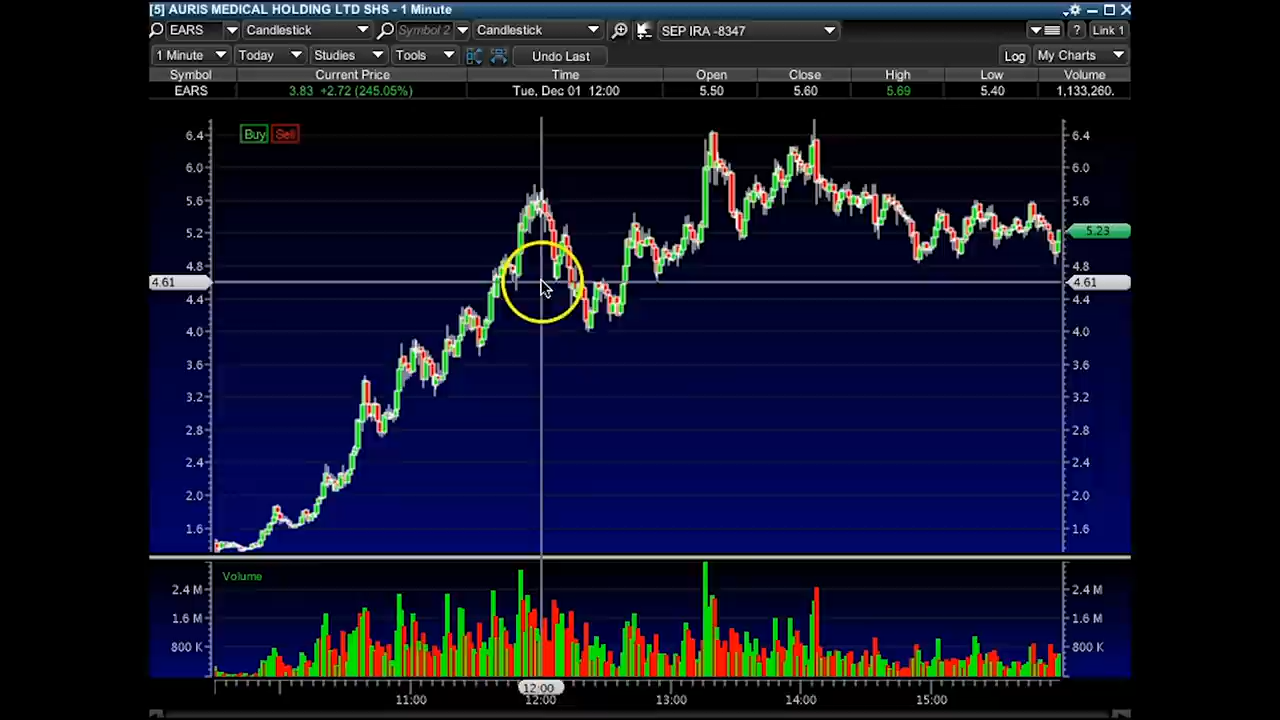 [5] AURIS MEDICAL HOLDING LTD SHS - 1 Minute
EARS Candlestick Symbol 2 Candlestick SEP IRA -8347 ? Link 1
1 Minute Today Studies Tools Undo Last Log My Charts
Symbol Current Price Time Open Close High Low Volume
EARS 3.83 +2.72 (245.05%) Tue, Dec 01 12:00 5.50 5.60 5.69 5.40 1,133,260.
Buy Sell
6.4 6.4
6.0 6.0
5.6 5.6
5.2 5.23
4.8 4.8
4.61 4.61
4.4 4.4
4.0 4.0
3.6 3.6
3.2 3.2
2.8 2.8
2.4 2.4
2.0 2.0
1.6 1.6
Volume
2.4 M 2.4 M
1.6 M 1.6 M
800 K 800 K
12:00
11:00 12:00 13:00 14:00 15:00